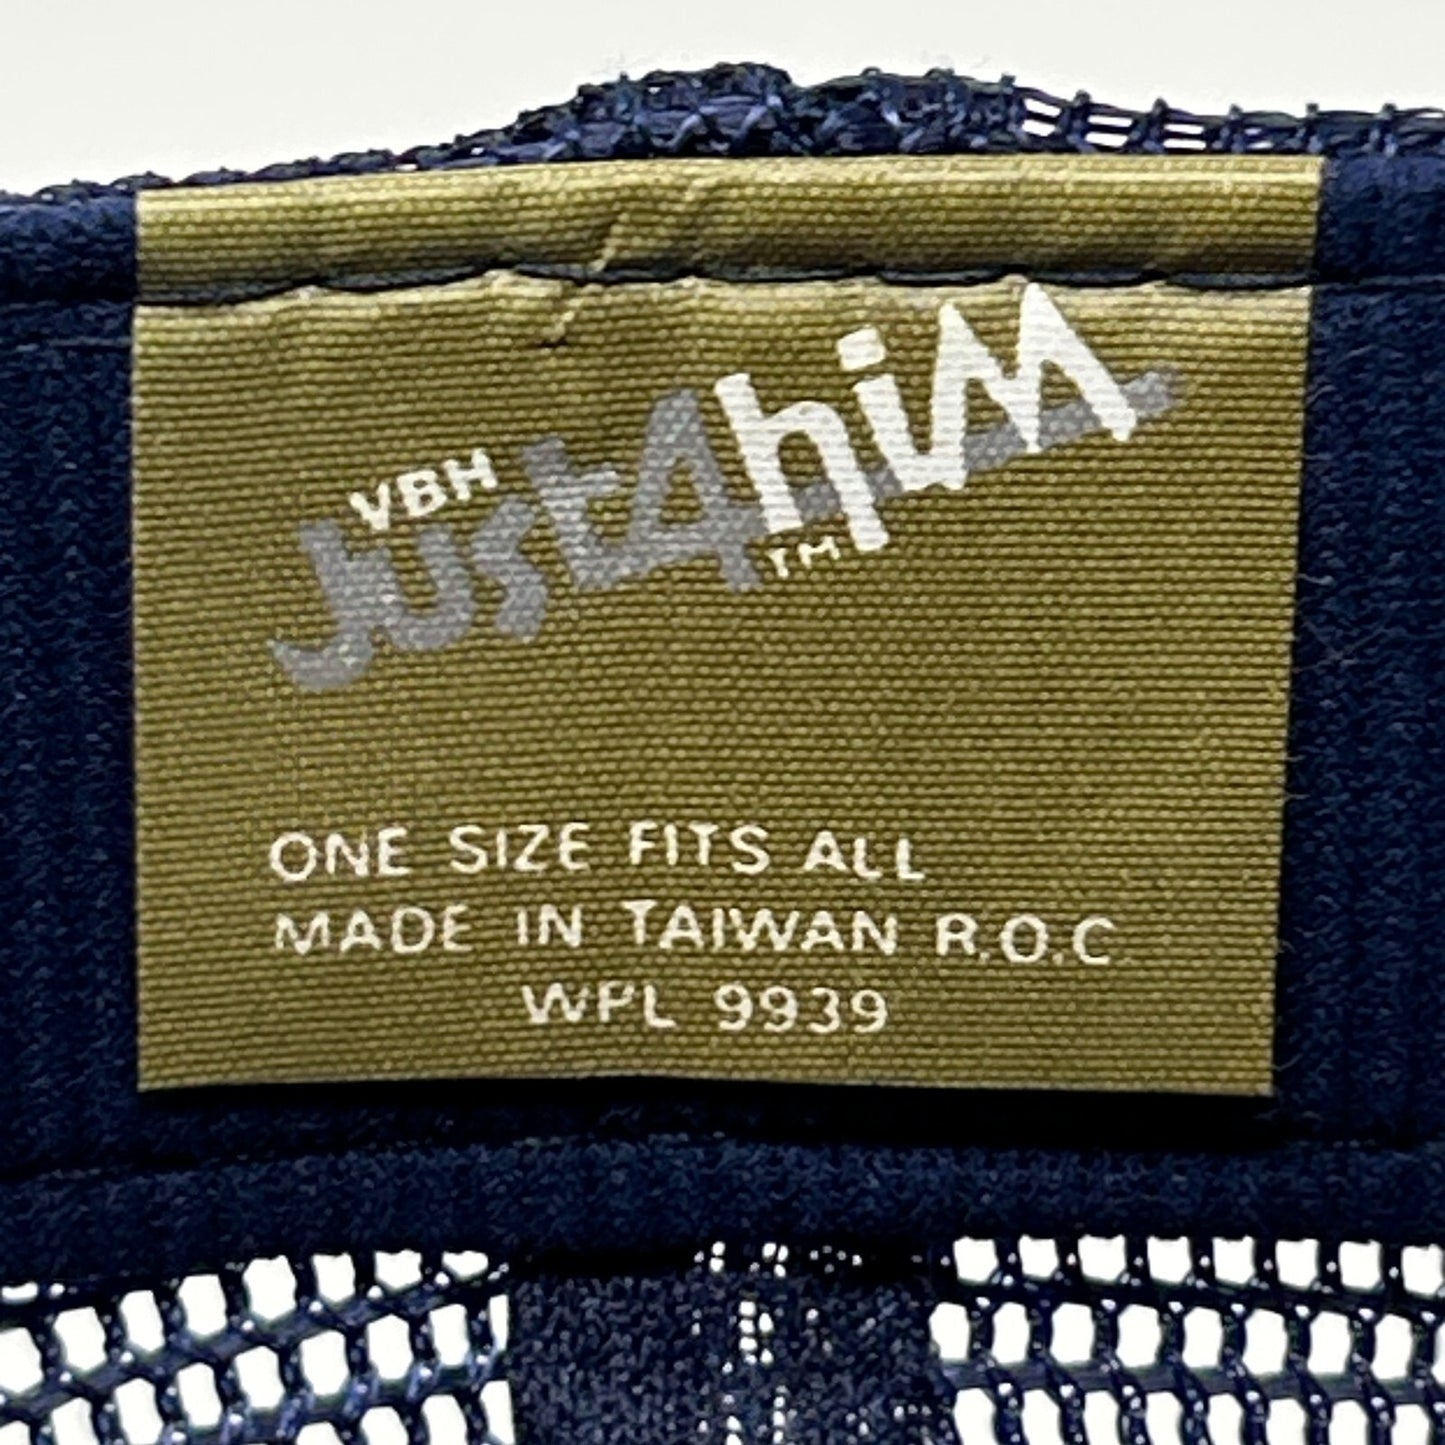 VBH
Just4him
TM
ONE SIZE FITS ALL
MADE IN TAIWAN R.O.C
WPL 9939